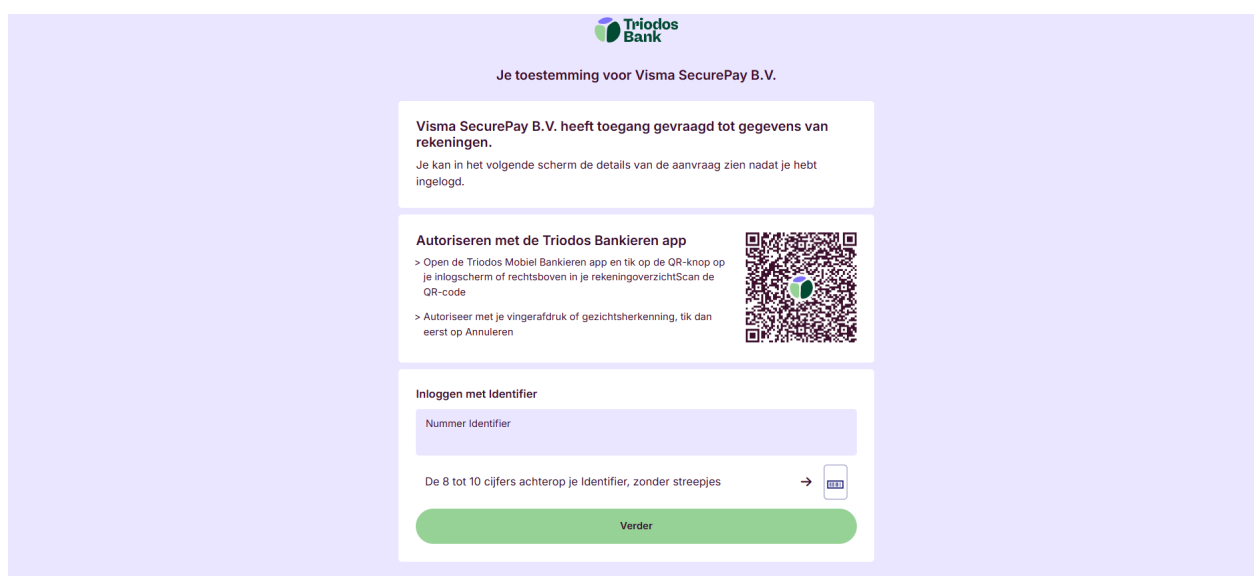 Triodos
Bank
Je toestemming voor Visma SecurePay B.V.
Visma SecurePay B.V. heeft toegang gevraagd tot gegevens van
rekeningen.
Je kan in het volgende scherm de details van de aanvraag zien nadat je hebt
ingelogd.
Autoriseren met de Triodos Bankieren app
> Open de Triodos Mobiel Bankieren app en tik op de QR-knop op
je inlogscherm of rechtsboven in je rekeningoverzichtScan de
QR-code
> Autoriseer met je vingerafdruk of gezichtsherkenning, tik dan
eerst op Annuleren
Inloggen met Identifier
Nummer Identifier
De 8 tot 10 cijfers achterop je Identifier, zonder streepjes
Verder